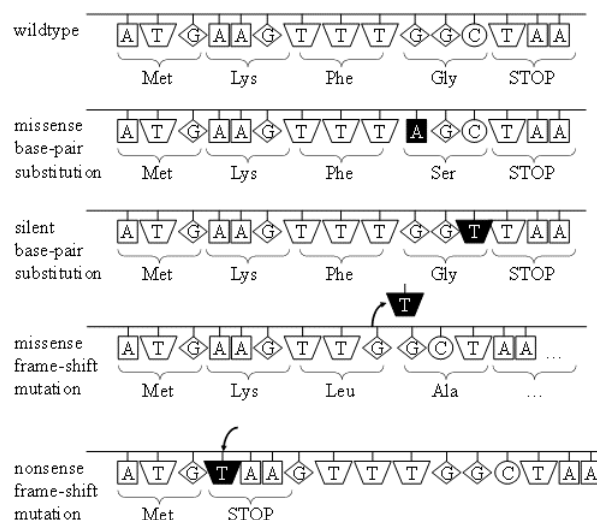 wildtype
A T G A A G T T T G G C T A A
Met Lys Phe Gly STOP
missense
base-pair
substitution
A T G A A G T T T A G C T A A
Met Lys Phe Ser STOP
silent
base-pair
substitution
A T G A A G T T T G G T T A A
Met Lys Phe Gly STOP
T
missense
frame-shift
mutation
A T G A A G T T G G C T A A ...
Met Lys Leu Ala ...
nonsense
frame-shift
mutation
A T G T A A G T T T G G C T A A
Met STOP